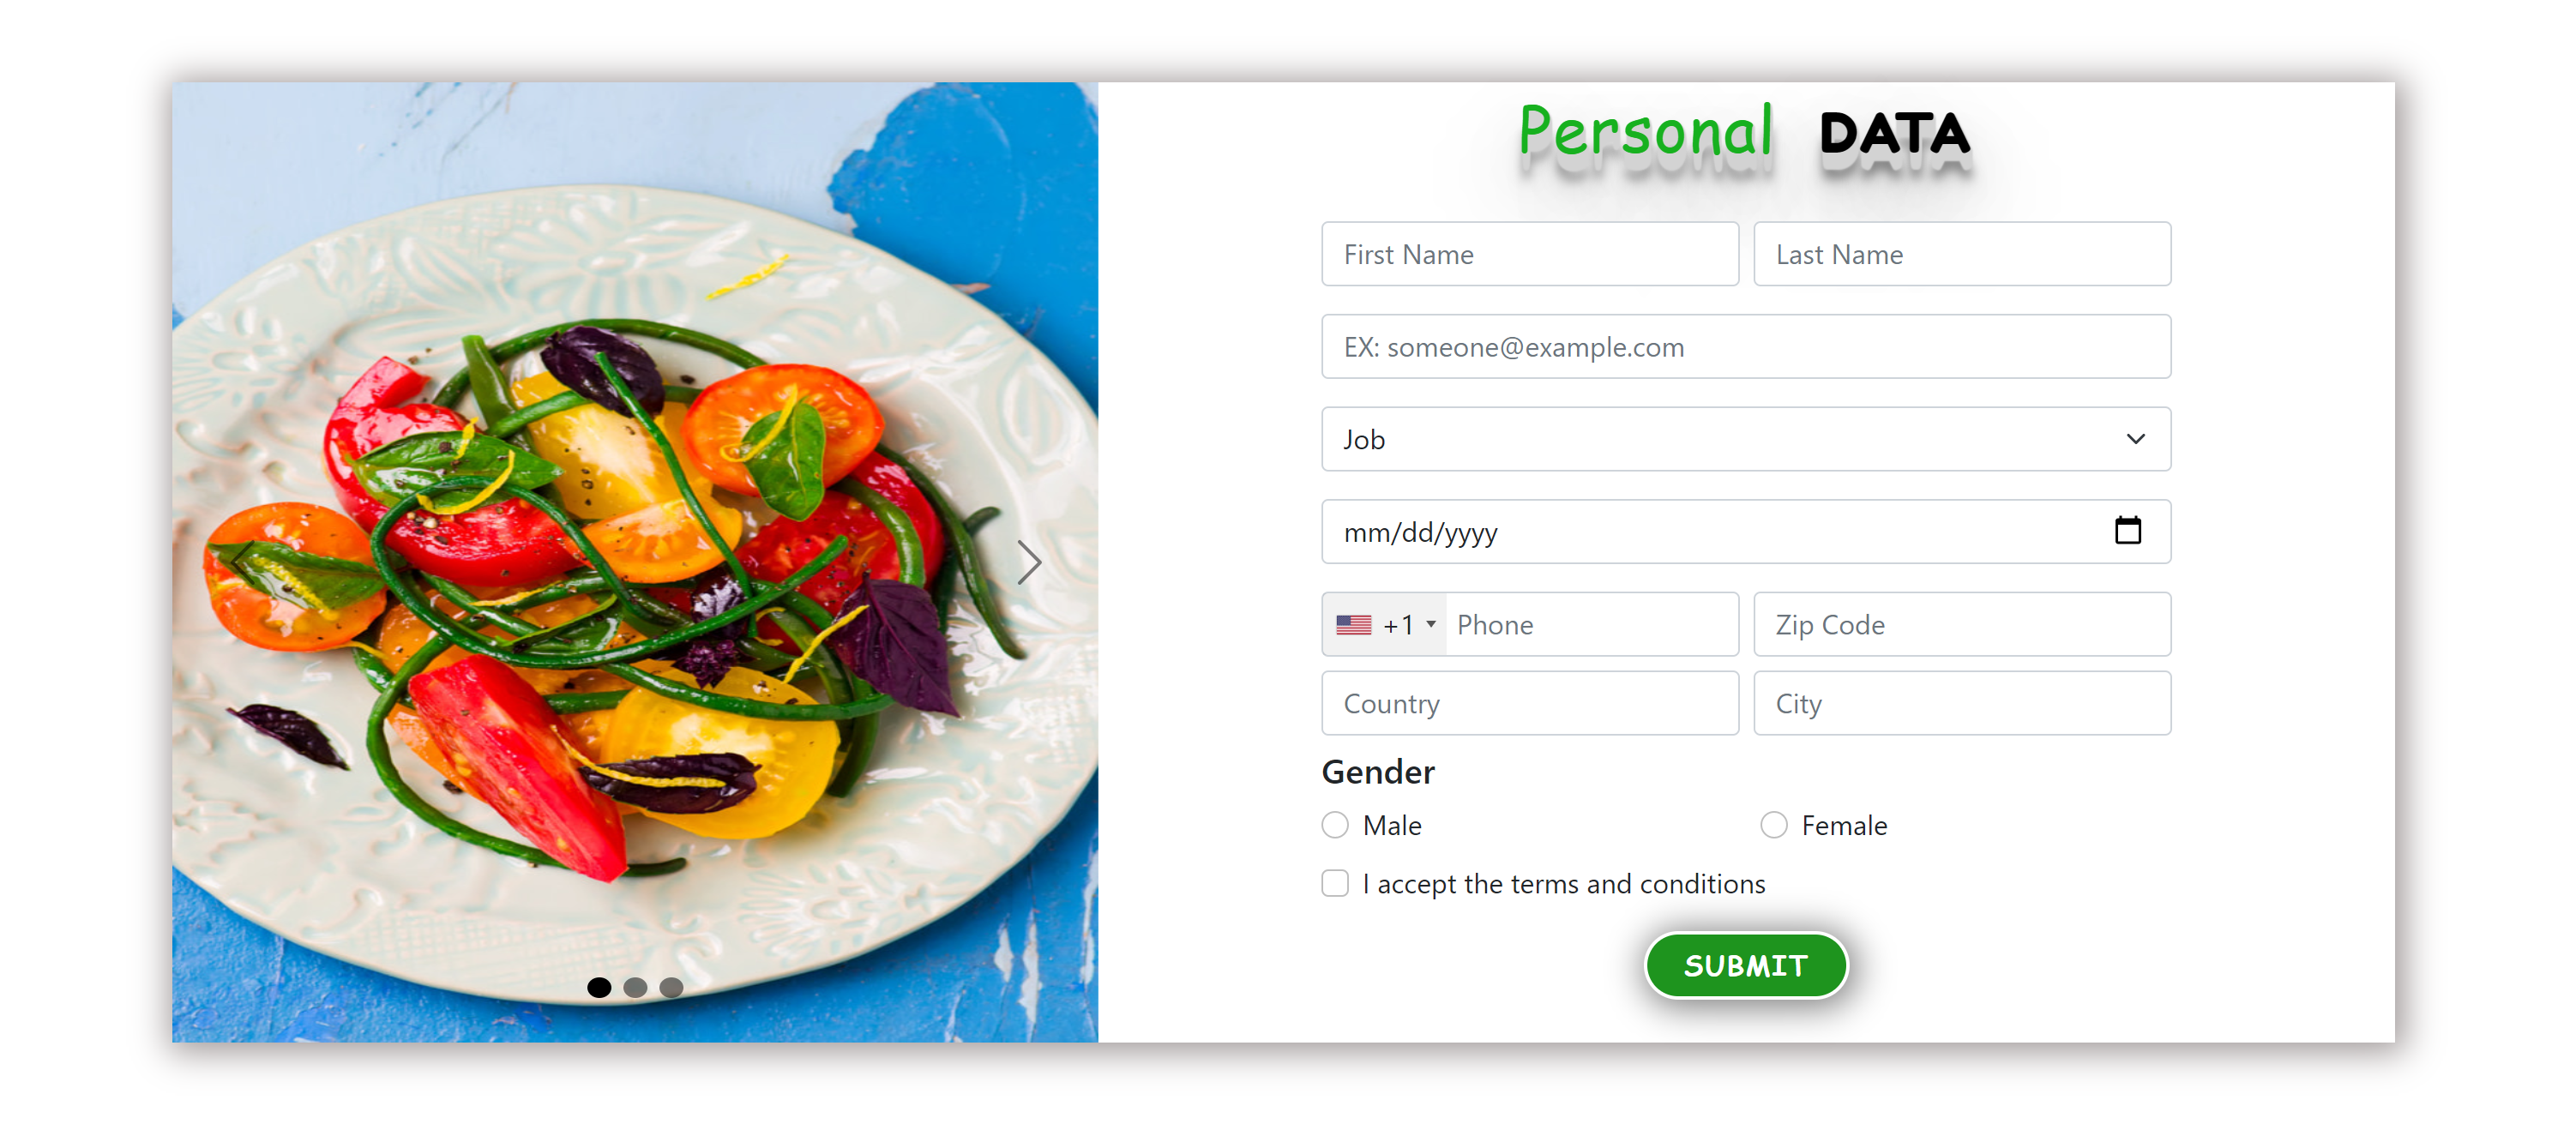 Personal DATA
First Name Last Name
EX: someone@example.com
Job
mm/dd/yyyy
+1 Phone Zip Code
Country City
Gender
Male Female
I accept the terms and conditions
SUBMIT